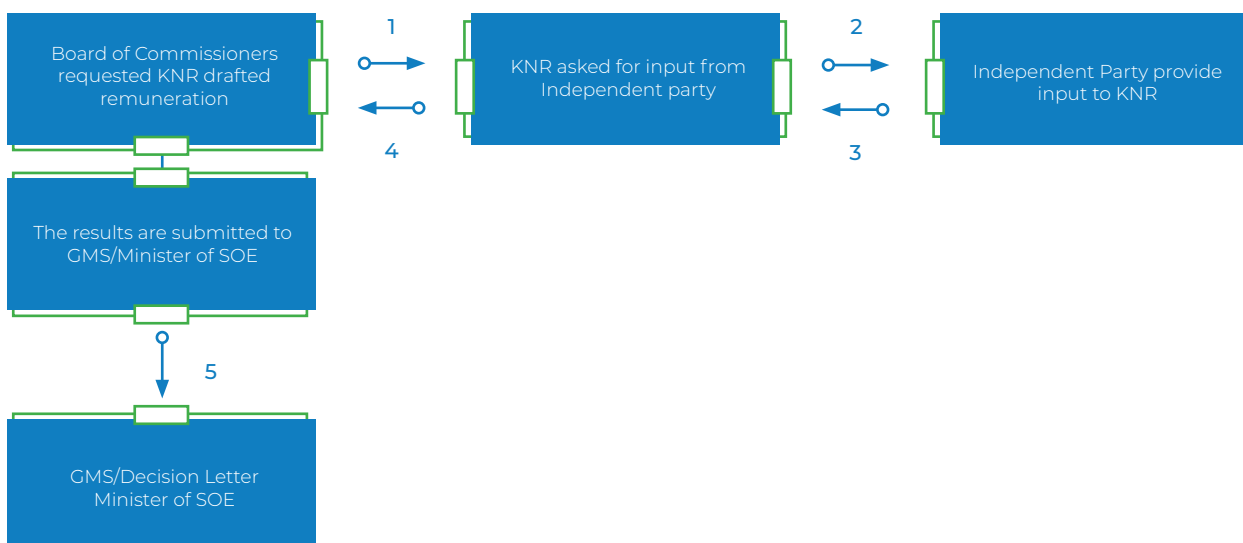 Board of Commissioners
requested KNR drafted
remuneration
1
4
KNR asked for input from
Independent party
2
3
Independent Party provide
input to KNR
The results are submitted to
GMS/Minister of SOE
5
GMS/Decision Letter
Minister of SOE